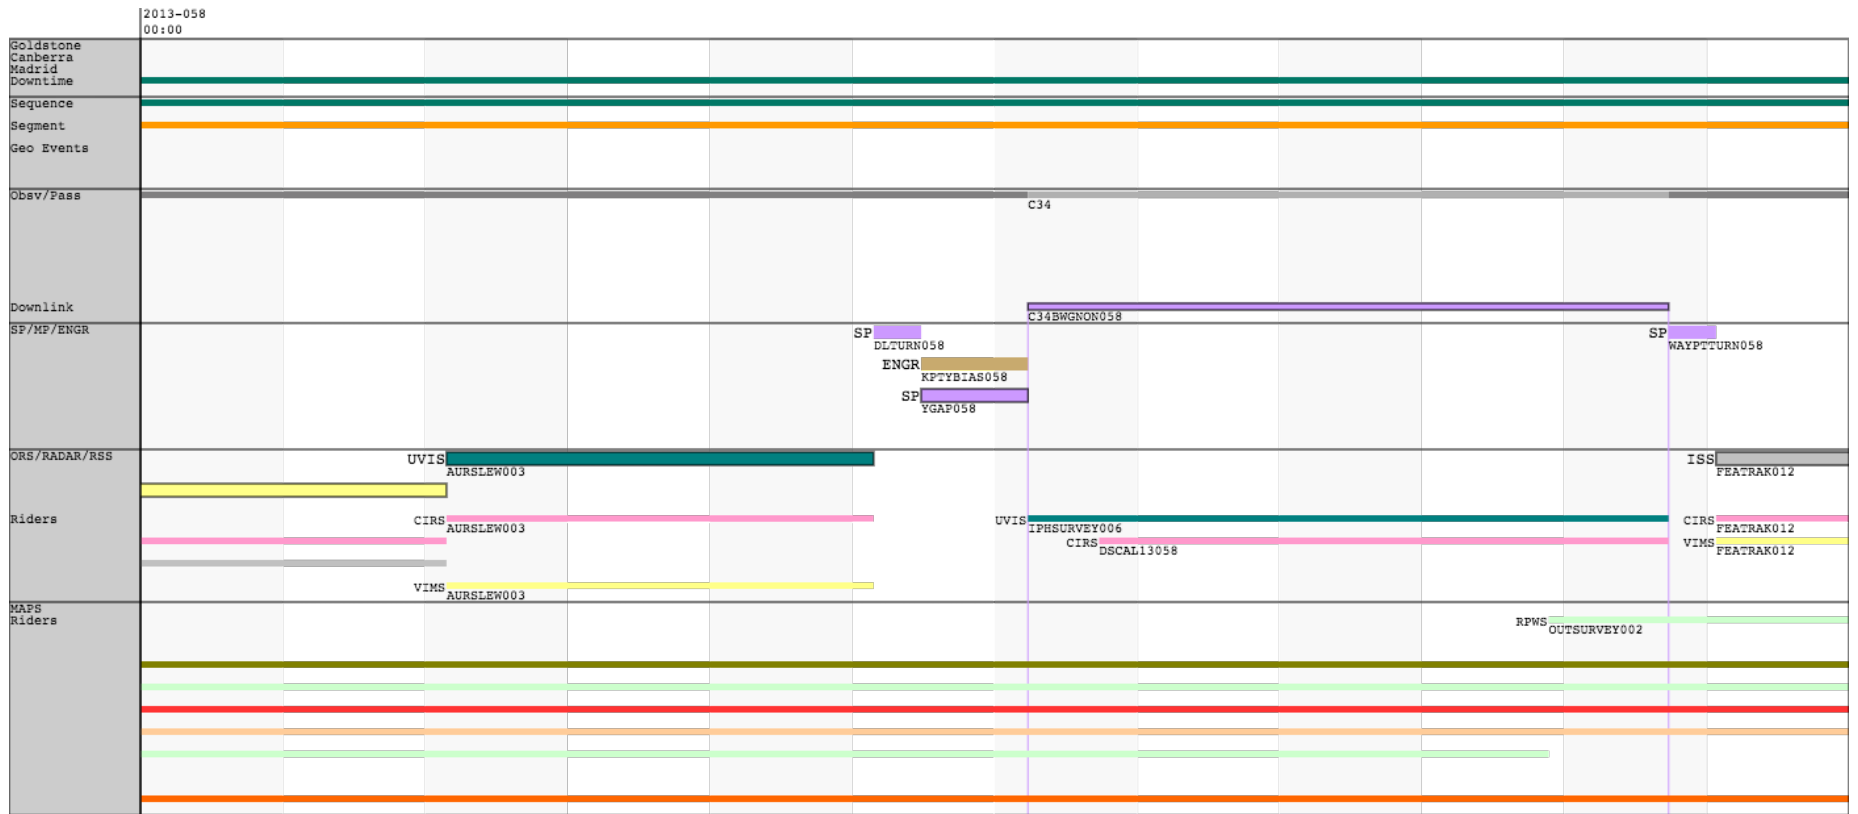 2013-058
00:00
Goldstone
Canberra
Madrid
Downtime
Sequence
Segment
Geo Events
Obsv/Pass
C34
Downlink
C34BWGNON058
SP/MP/ENGR
SP
DLTURN058
SP
WAYPTTURN058
ENGR
KPTYBIAS058
SP
YGAP058
ORS/RADAR/RSS
UVIS
AURSLEW003
ISS
FEATRAK012
Riders
CIRS
AURSLEW003
UVIS
IPHSURVEY006
CIRS
FEATRAK012
CIRS
DSCAL13058
VIMS
FEATRAK012
VIMS
AURSLEW003
MAPS
Riders
RPWS
OUTSURVEY002